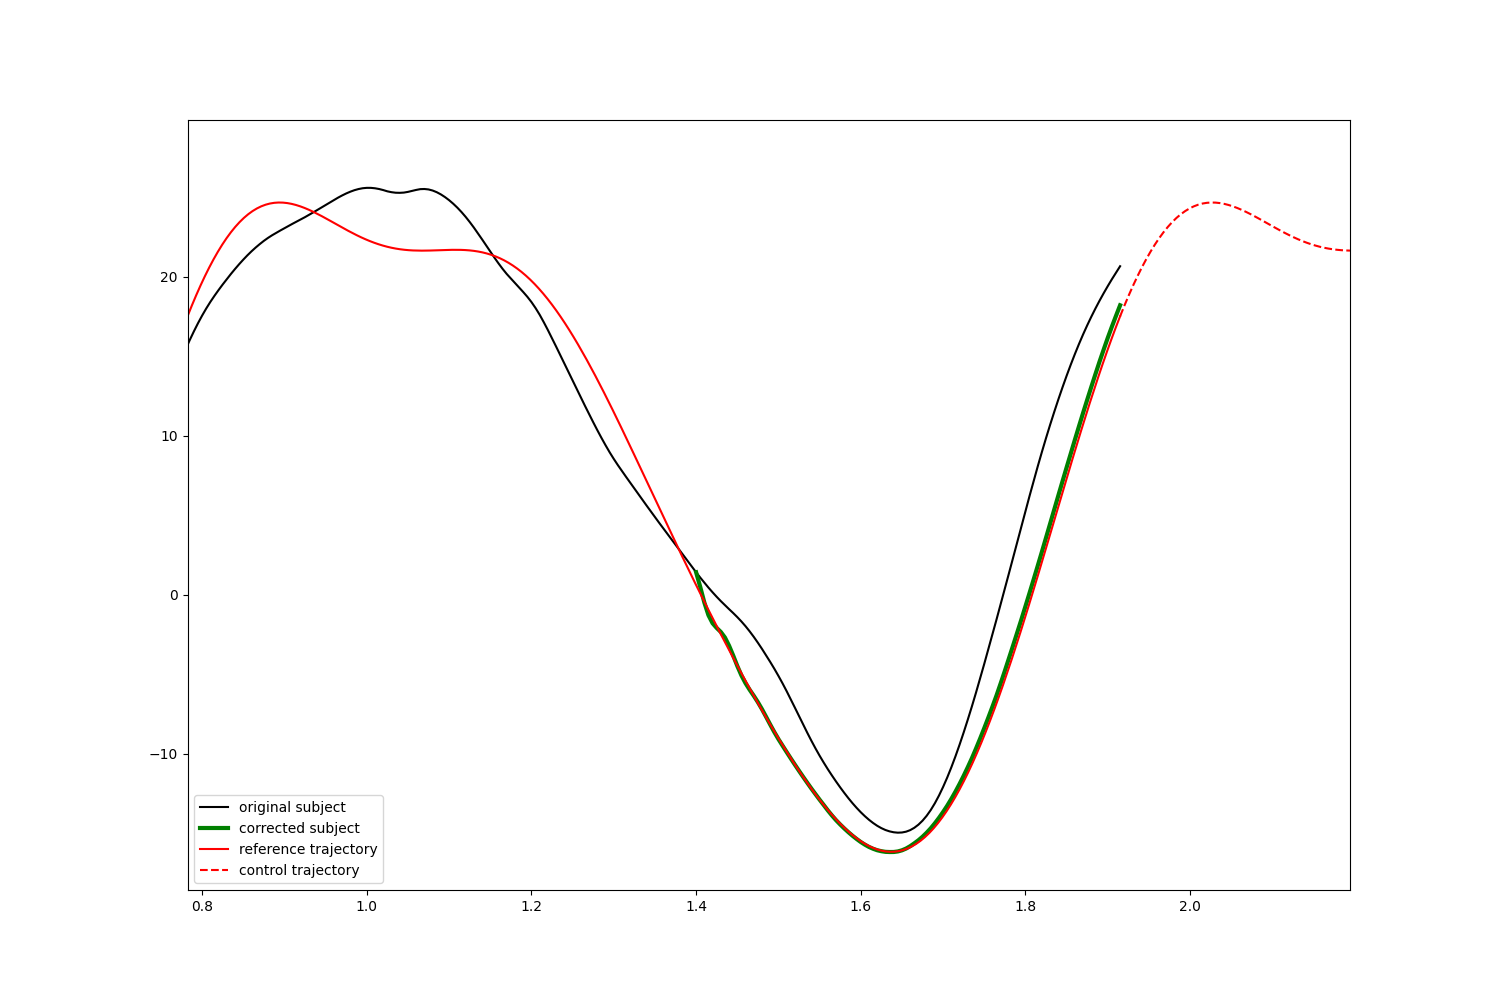 20
10
0
−10
original subject
corrected subject
reference trajectory
control trajectory
0.8 1.0 1.2 1.4 1.6 1.8 2.0